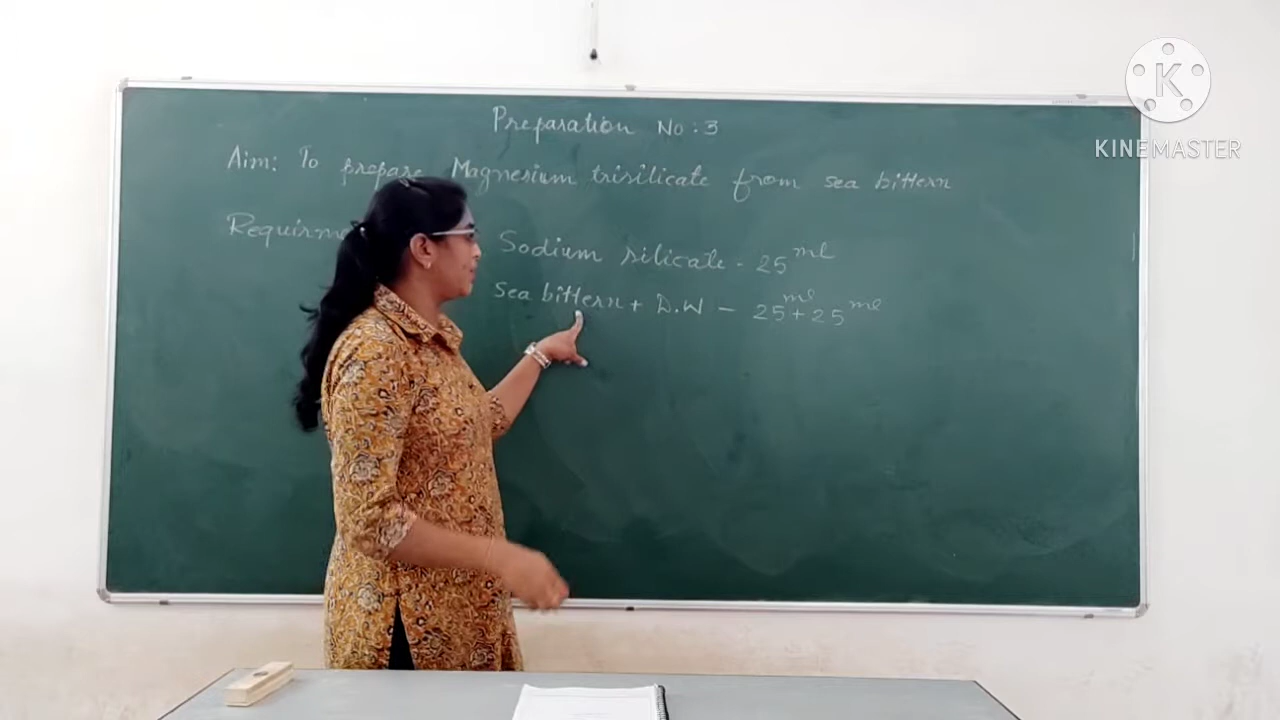 Preparation No : 3
Aim: To prepare Magnesium trisilicate from sea bittern
Requirme
Sodium silicate - 25 ml
Sea bittern + D.W - 25 ml + 25 ml
K
KINEMASTER